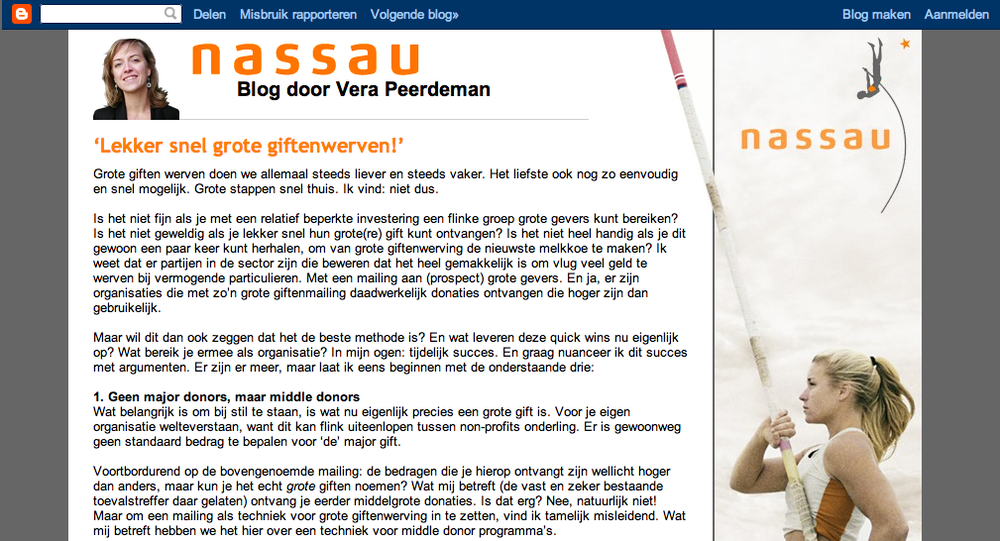 Delen Misbruik rapporteren Volgende blog» Blog maken Aanmelden
nassau
Blog door Vera Peerdeman
nassau
‘Lekker snel grote giftenwerven!’
Grote giften werven doen we allemaal steeds liever en steeds vaker. Het liefste ook nog zo eenvoudig
en snel mogelijk. Grote stappen snel thuis. Ik vind: niet dus.
Is het niet fijn als je met een relatief beperkte investering een flinke groep grote gevers kunt bereiken?
Is het niet geweldig als je lekker snel hun grote(re) gift kunt ontvangen? Is het niet heel handig als je dit
gewoon een paar keer kunt herhalen, om van grote giftenwerving de nieuwste melkkoe te maken? Ik
weet dat er partijen in de sector zijn die beweren dat het heel gemakkelijk is om vlug veel geld te
werven bij vermogende particulieren. Met een mailing aan (prospect) grote gevers. En ja, er zijn
organisaties die met zo’n grote giftenmailing daadwerkelijk donaties ontvangen die hoger zijn dan
gebruikelijk.
Maar wil dit dan ook zeggen dat het de beste methode is? En wat leveren deze quick wins nu eigenlijk
op? Wat bereik je ermee als organisatie? In mijn ogen: tijdelijk succes. En graag nuanceer ik dit succes
met argumenten. Er zijn er meer, maar laat ik eens beginnen met de onderstaande drie:
1. Geen major donors, maar middle donors
Wat belangrijk is om bij stil te staan, is wat nu eigenlijk precies een grote gift is. Voor je eigen
organisatie welteverstaan, want dit kan flink uiteenlopen tussen non-profits onderling. Er is gewoonweg
geen standaard bedrag te bepalen voor ‘de’ major gift.
Voortbordurend op de bovengenoemde mailing: de bedragen die je hierop ontvangt zijn wellicht hoger
dan anders, maar kun je het echt grote giften noemen? Wat mij betreft (de vast en zeker bestaande
toevalstreffer daar gelaten) ontvang je eerder middelgrote donaties. Is dat erg? Nee, natuurlijk niet!
Maar om een mailing als techniek voor grote giftenwerving in te zetten, vind ik tamelijk misleidend. Wat
mij betreft hebben we het hier over een techniek voor middle donor programma’s.